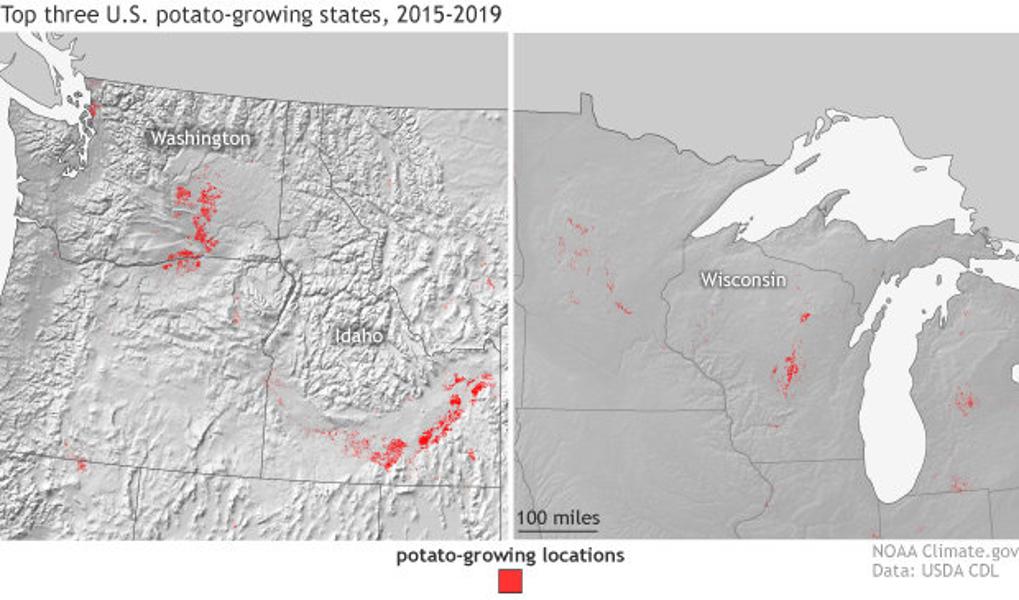 Top three U.S. potato-growing states, 2015-2019
Washington
Idaho
Wisconsin
100 miles
potato-growing locations
NOAA Climate.gov
Data: USDA CDL